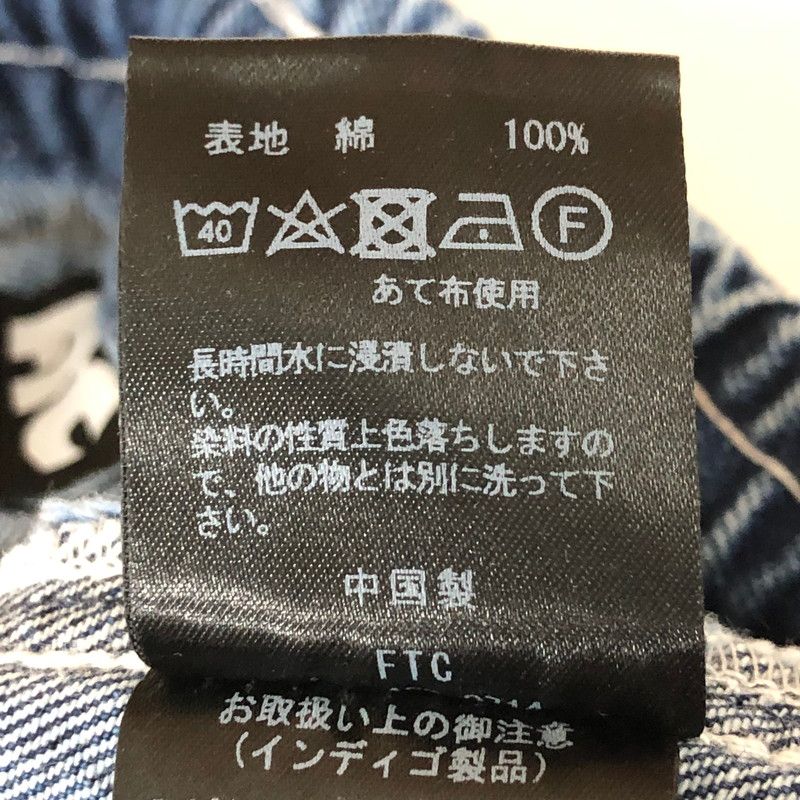 表地 綿 100%
40 F
あて布使用
長時間水に浸漬しないで下さ
い。
染料の性質上色落ちしますの
で、他の物とは別に洗って下
さい。
中国製
FTC
お取扱い上の御注意
(インディゴ製品)